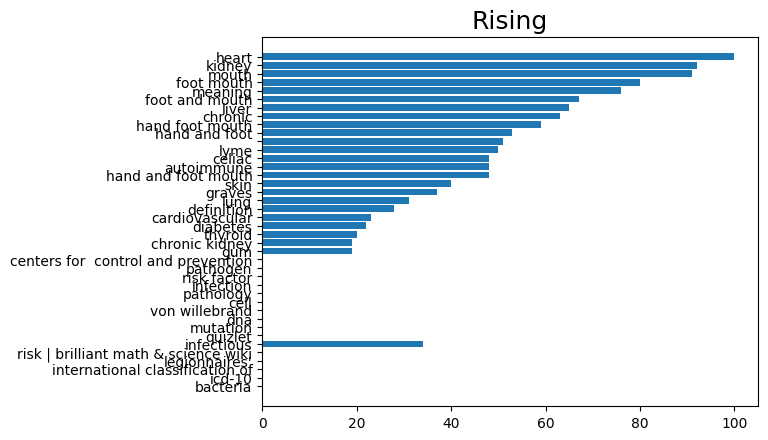 Rising
heart
kidney
mouth
foot mouth
meaning
foot and mouth
liver
chronic
hand foot mouth
hand and foot
lyme
celiac
autoimmune
hand and foot mouth
skin
graves
lung
definition
cardiovascular
diabetes
thyroid
chronic kidney
gum
centers for  control and prevention
pathogen
risk factor
infection
pathology
cell
von willebrand
dna
mutation
quizlet
infectious
risk | brilliant math & science wiki
legionnaires'
international classification of
icd-10
bacteria
0 20 40 60 80 100